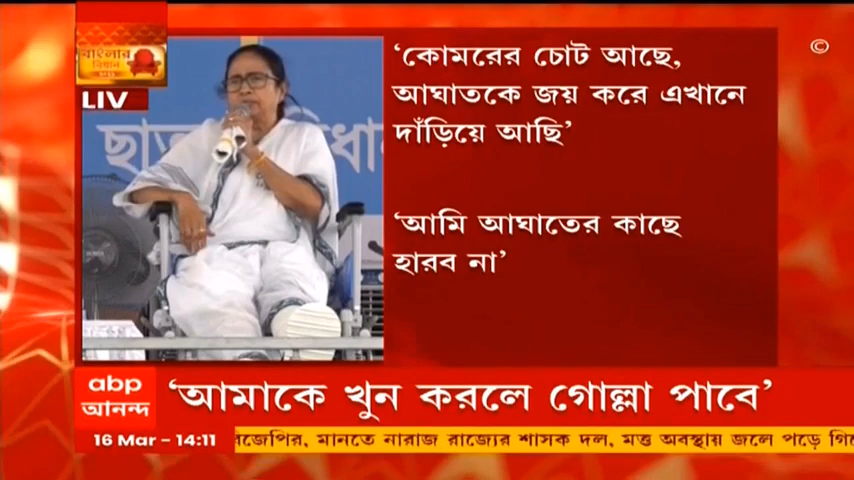 বাংলার
বিধান
LIV
ছাত্র
‘কোমরের চোট আছে,
আঘাতকে জয় করে এখানে
দাঁড়িয়ে আছি’
‘আমি আঘাতের কাছে
হারব না’
©
abp
আনন্দ
‘আমাকে খুন করলে গোল্লা পাবে’
16 Mar – 14:11
বিজেপির, মানতে নারাজ রাজ্যের শাসক দল, মত্ত অবস্থায় জলে পড়ে